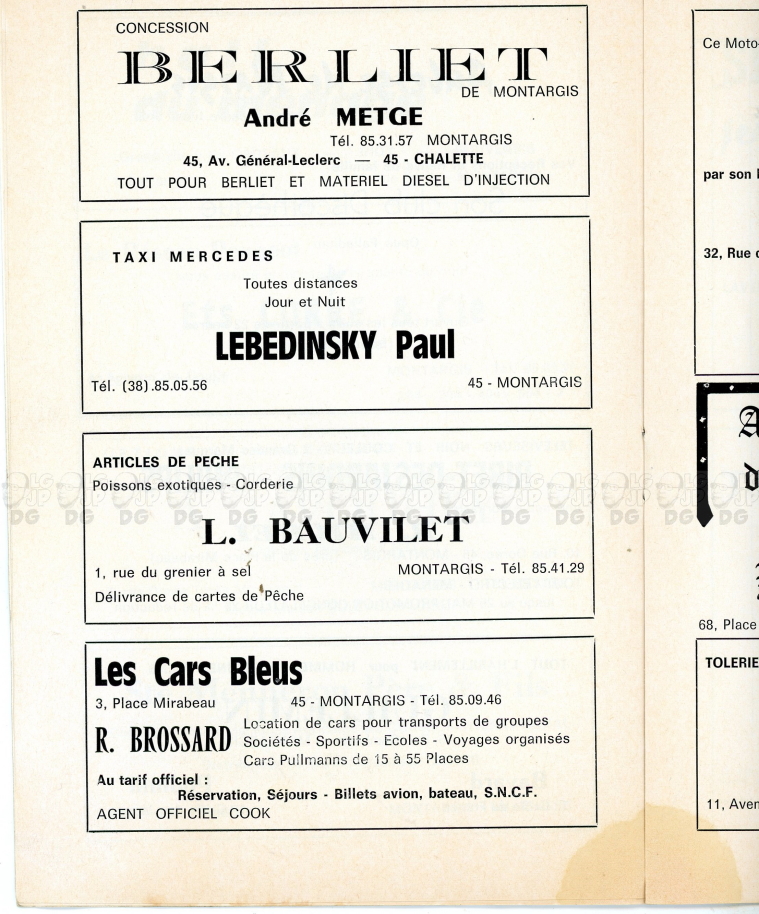 CONCESSION
BERLIET
DE MONTARGIS
André METGE
Tél. 85.31.57 MONTARGIS
45, Av. Général-Leclerc — 45 - CHALETTE
TOUT POUR BERLIET ET MATERIEL DIESEL D'INJECTION
TAXI MERCEDES
Toutes distances
Jour et Nuit
LEBEDINSKY Paul
Tél. (38).85.05.56 45 - MONTARGIS
ARTICLES DE PECHE
Poissons exotiques - Corderie
L. BAUVILET
1, rue du grenier à sel MONTARGIS - Tél. 85.41.29
Délivrance de cartes de Pêche
Les Cars Bleus
3, Place Mirabeau 45 - MONTARGIS - Tél. 85.09.46
R. BROSSARD
Location de cars pour transports de groupes
Sociétés - Sportifs - Ecoles - Voyages organisés
Cars Pullmanns de 15 à 55 Places
Au tarif officiel :
Réservation, Séjours - Billets avion, bateau, S.N.C.F.
AGENT OFFICIEL COOK
Ce Moto-
par son
32, Rue
68, Place
TOLERIE
11, Aven